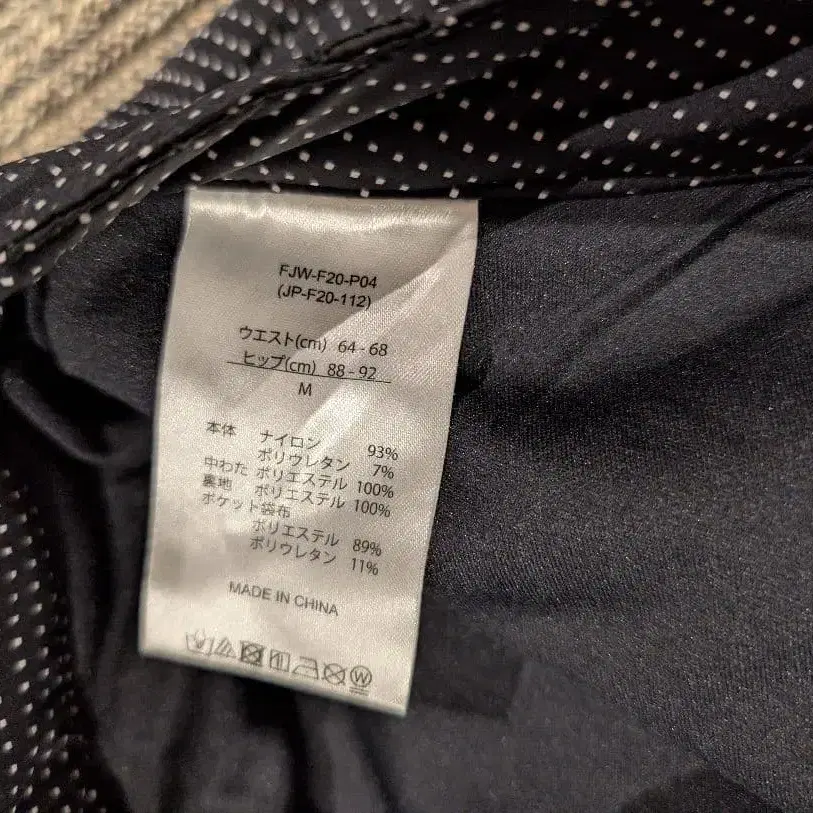 FJW-F20-P04
(JP-F20-112)
ウエスト(cm) 64 - 68
ヒップ(cm) 88 - 92
M
本体 ナイロン 93%
ポリウレタン 7%
中わた ポリエステル 100%
裏地 ポリエステル 100%
ポケット袋布
ポリエステル 89%
ポリウレタン 11%
MADE IN CHINA
W